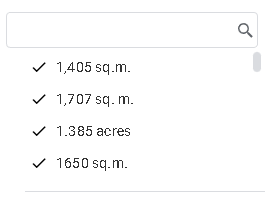 1,405 sq.m.
1,707 sq. m.
1.385 acres
1650 sq.m.